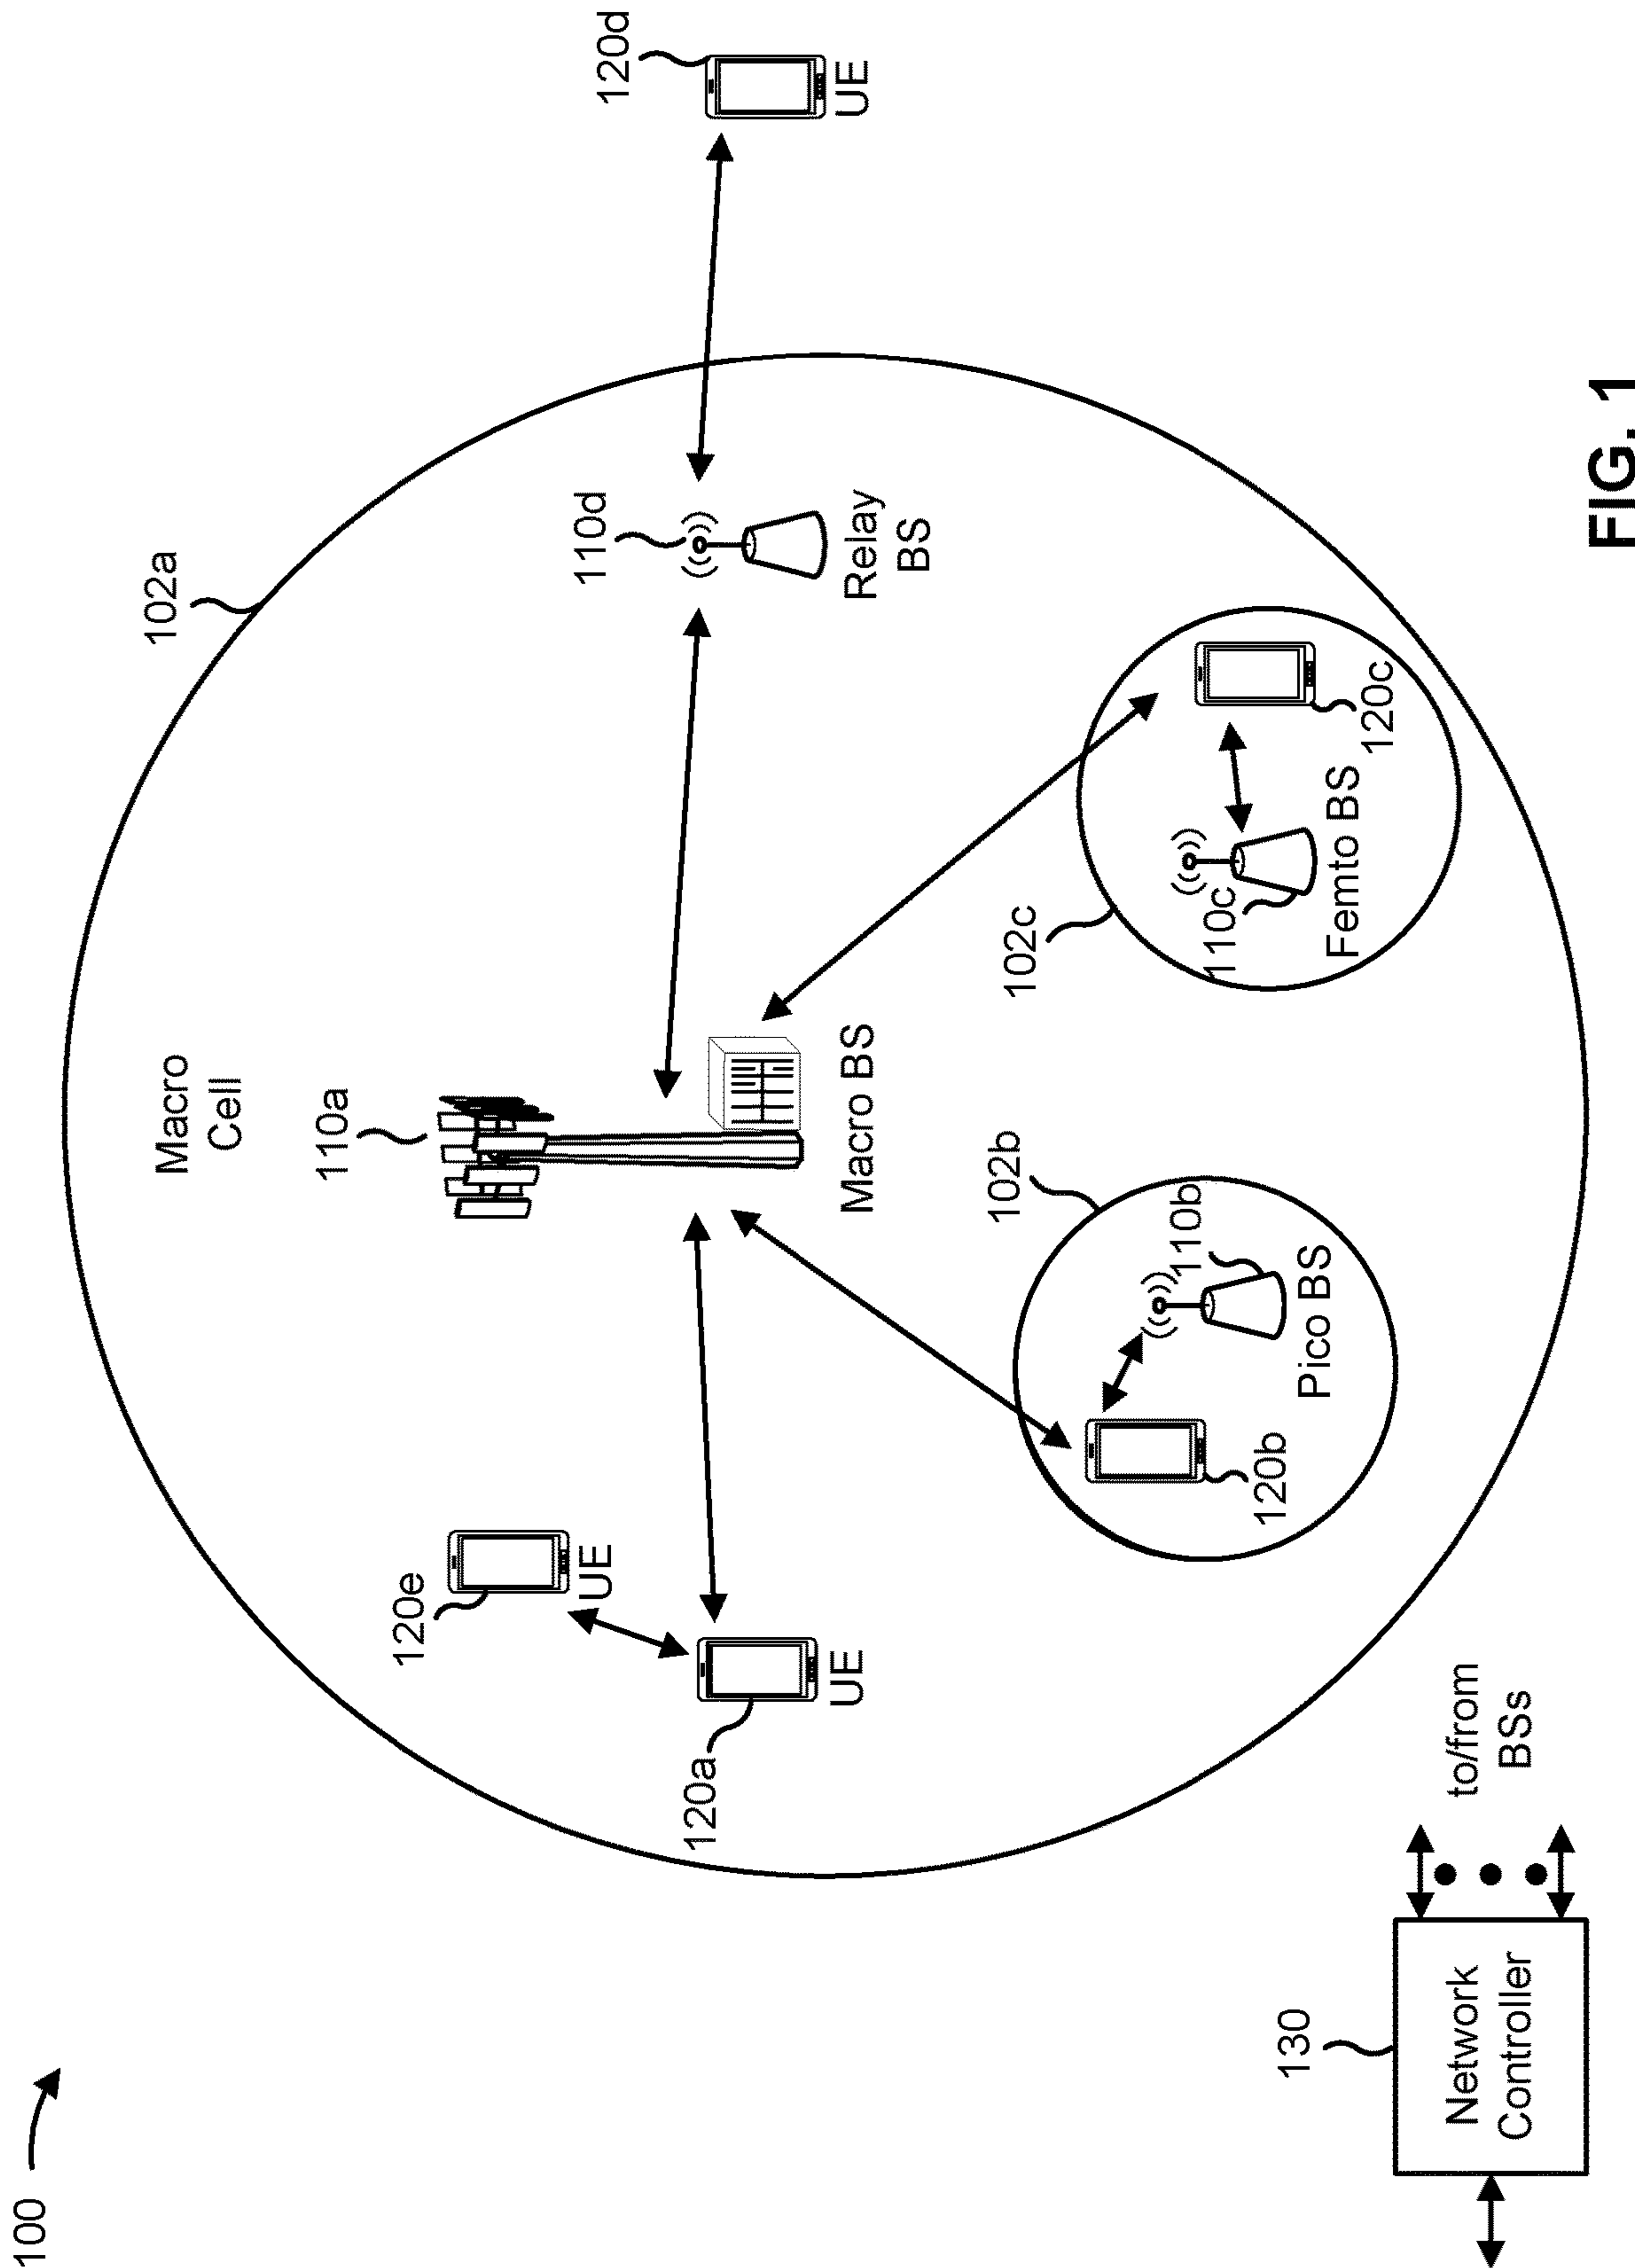 100
102a
Macro
Cell
110a
Macro BS
120e
UE
120a
UE
110d
Relay
BS
120d
UE
102b
110b
Pico BS
120b
102c
110c
Femto BS
120c
130
Network
Controller
to/from
BSs
FIG. 1